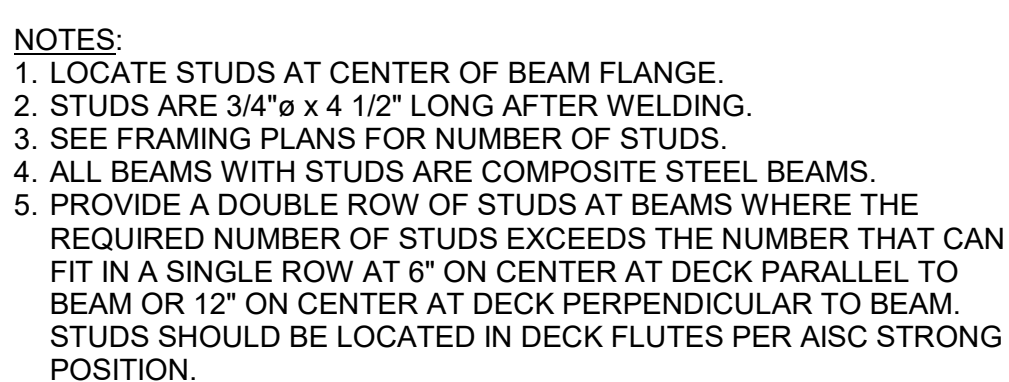 NOTES:
1. LOCATE STUDS AT CENTER OF BEAM FLANGE.
2. STUDS ARE 3/4"ø x 4 1/2" LONG AFTER WELDING.
3. SEE FRAMING PLANS FOR NUMBER OF STUDS.
4. ALL BEAMS WITH STUDS ARE COMPOSITE STEEL BEAMS.
5. PROVIDE A DOUBLE ROW OF STUDS AT BEAMS WHERE THE
REQUIRED NUMBER OF STUDS EXCEEDS THE NUMBER THAT CAN
FIT IN A SINGLE ROW AT 6" ON CENTER AT DECK PARALLEL TO
BEAM OR 12" ON CENTER AT DECK PERPENDICULAR TO BEAM.
STUDS SHOULD BE LOCATED IN DECK FLUTES PER AISC STRONG
POSITION.